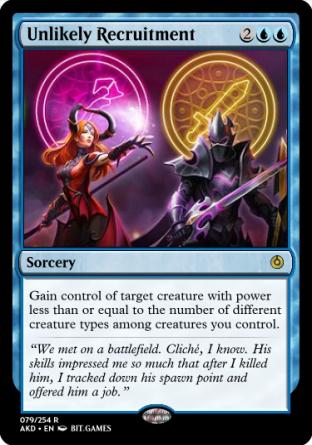 Unlikely Recruitment 2
Sorcery
Gain control of target creature with power
less than or equal to the number of different
creature types among creatures you control.
“We met on a battlefield. Cliché, I know. His
skills impressed me so much that after I killed
him, I tracked down his spawn point and
offered him a job.”
079/254 R
AKD • EN BIT.GAMES